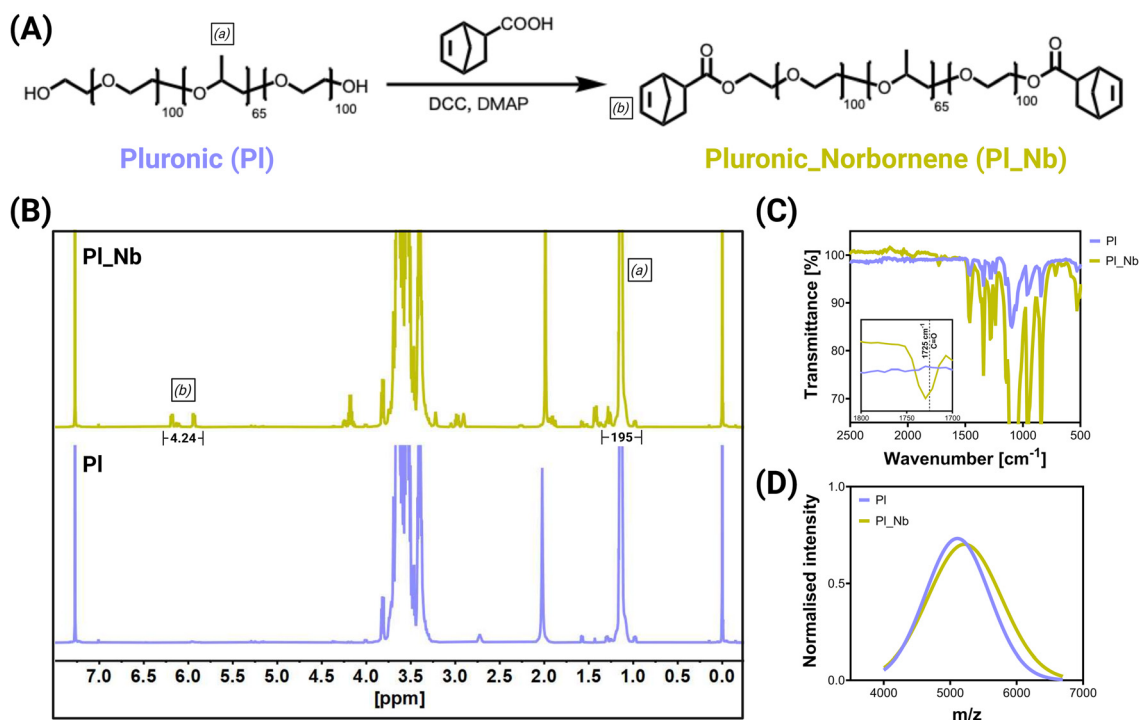 (A)
(a)
COOH
HO
O
O
O
OH
100
65
100
DCC, DMAP
(b)
O
O
O
O
O
O
O
100
65
100
Pluronic (Pl)
Pluronic_Norbornene (Pl_Nb)
(B)
Pl_Nb
(a)
(b)
4.24
195
Pl
7.0 6.5 6.0 5.5 5.0 4.5 4.0 3.5 3.0 2.5 2.0 1.5 1.0 0.5 0.0
[ppm]
(C)
Transmittance [%]
100
90
80
70
Pl
Pl_Nb
1725 cm⁻¹
C=O
1800 1750 1700
2500 2000 1500 1000 500
Wavenumber [cm⁻¹]
(D)
Normalised intensity
1.0
0.5
0.0
Pl
Pl_Nb
4000 5000 6000 7000
m/z